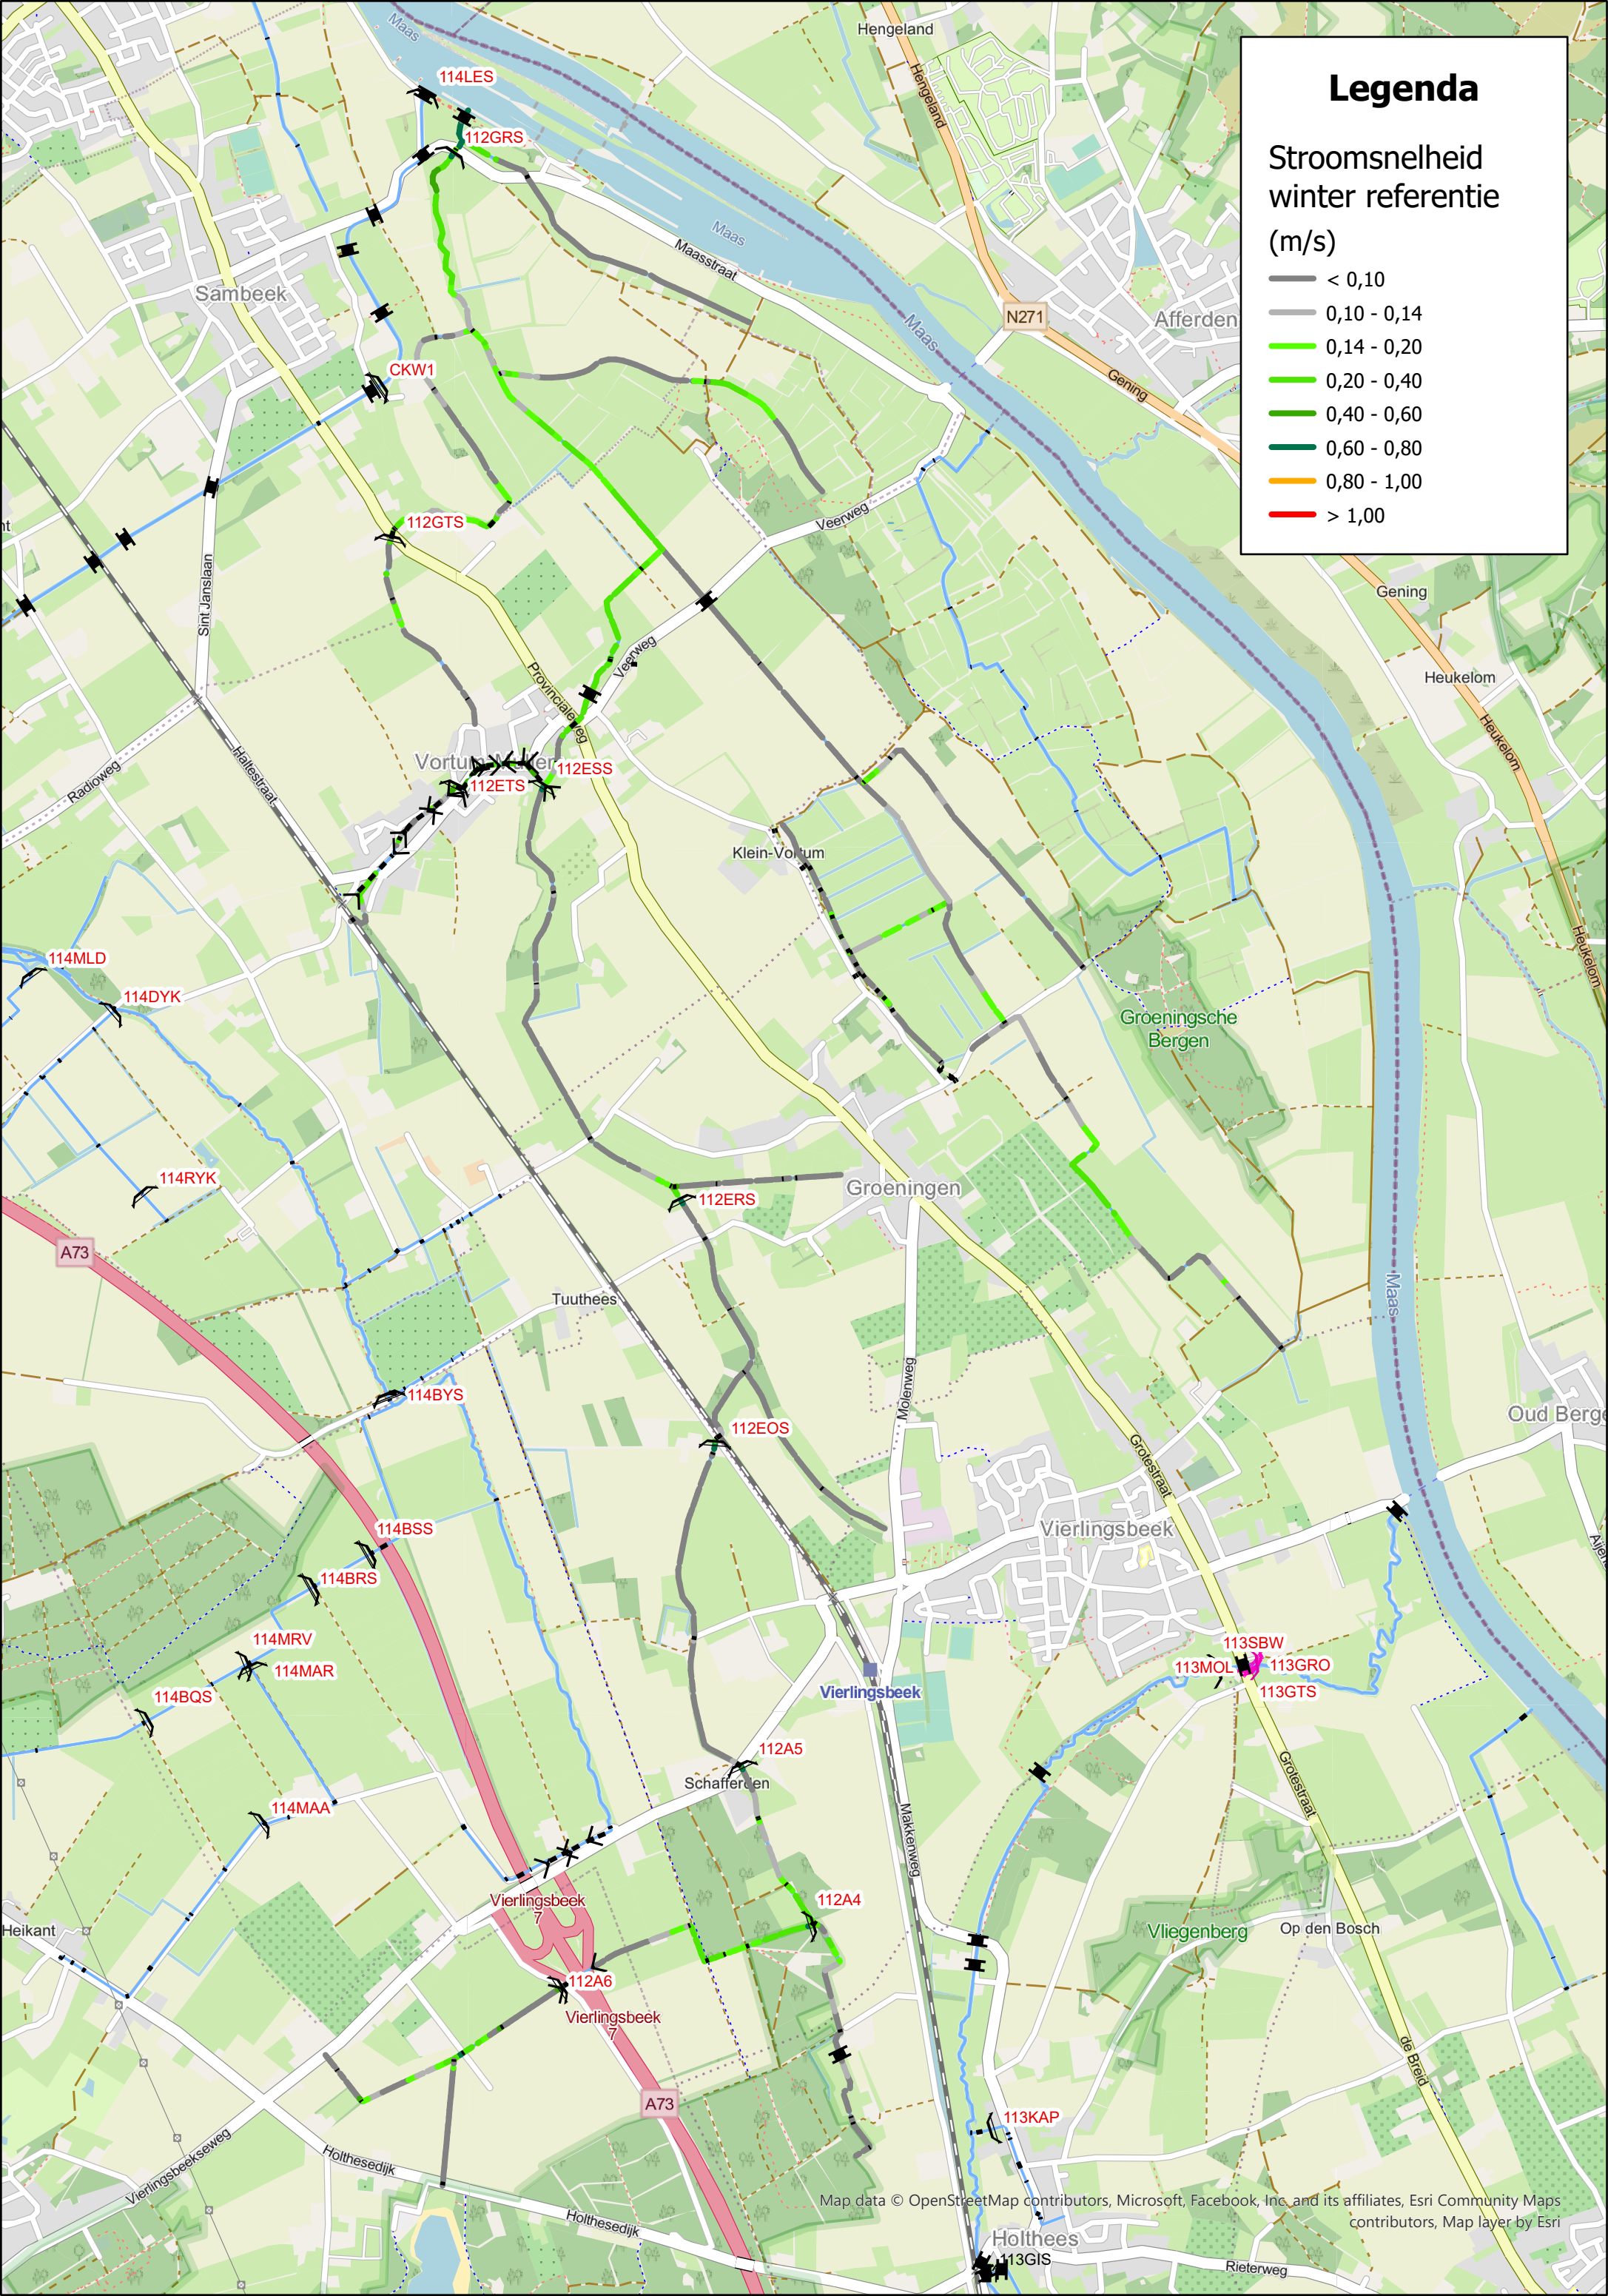 Maas
Hengeland
Hengeland
114LES
112GRS
Legenda
Stroomsnelheid
winter referentie
(m/s)
< 0,10
0,10 - 0,14
0,14 - 0,20
0,20 - 0,40
0,40 - 0,60
0,60 - 0,80
0,80 - 1,00
> 1,00
Maas
Maasstraat
Sambeek
N271
Afferden
Maas
CKW1
Gening
112GTS
Veerweg
Sint Janslaan
Gening
Veerweg
Provincialeweg
Heukelom
Heukelom
Haltestraat
Radioweg
112ESS
112ETS
Klein-Vortum
Heukelom
114MLD
114DYK
Groeningsche
Bergen
114RYK
Groeningen
112ERS
A73
Tuuthees
Maas
Molenweg
114BYS
112EOS
Grotestraat
Vierlingsbeek
114BSS
114BRS
114MRV
114MAR
114BQS
113SBW
113MOL
113GRO
113GTS
Vierlingsbeek
112A5
Schafferden
Grotestraat
114MAA
Makkenweg
Vierlingsbeek
7
112A4
Heikant
Vliegenberg
Op den Bosch
112A6
Vierlingsbeek
7
de Breid
A73
113KAP
Vierlingsbeekseweg
Holthesedijk
Holthesedijk
Map data © OpenStreetMap contributors, Microsoft, Facebook, Inc. and its affiliates, Esri Community Maps
contributors, Map layer by Esri
Holthees
113GIS
Rieterweg